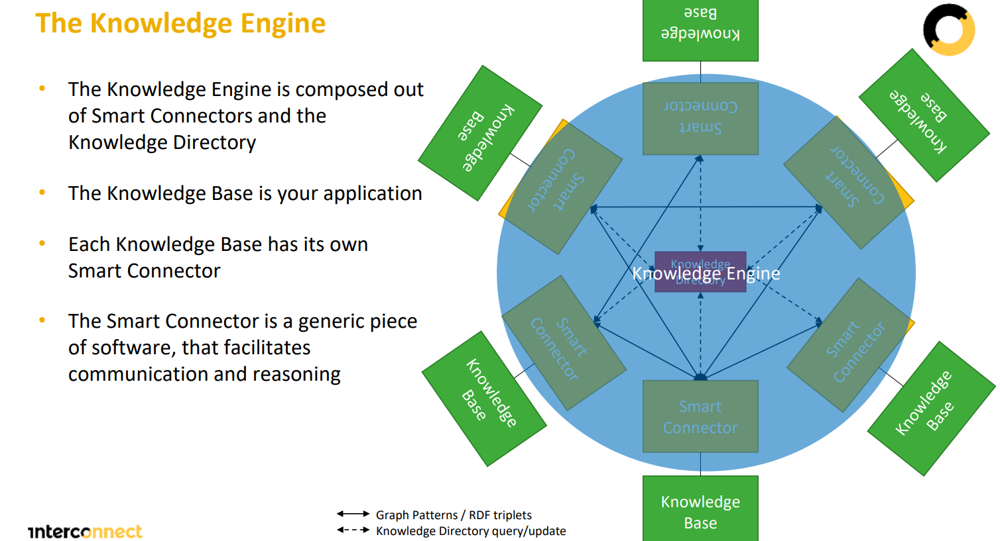 The Knowledge Engine
• The Knowledge Engine is composed out
of Smart Connectors and the
Knowledge Directory
• The Knowledge Base is your application
• Each Knowledge Base has its own
Smart Connector
• The Smart Connector is a generic piece
of software, that facilitates
communication and reasoning
Knowledge
Base
Knowledge
Base
Knowledge
Base
Smart
Connector
Smart
Connector
Smart
Connector
Knowledge
Directory
Knowledge Engine
Smart
Connector
Smart
Connector
Smart
Connector
Knowledge
Base
Knowledge
Base
Knowledge
Base
Graph Patterns / RDF triplets
Knowledge Directory query/update
interconnect